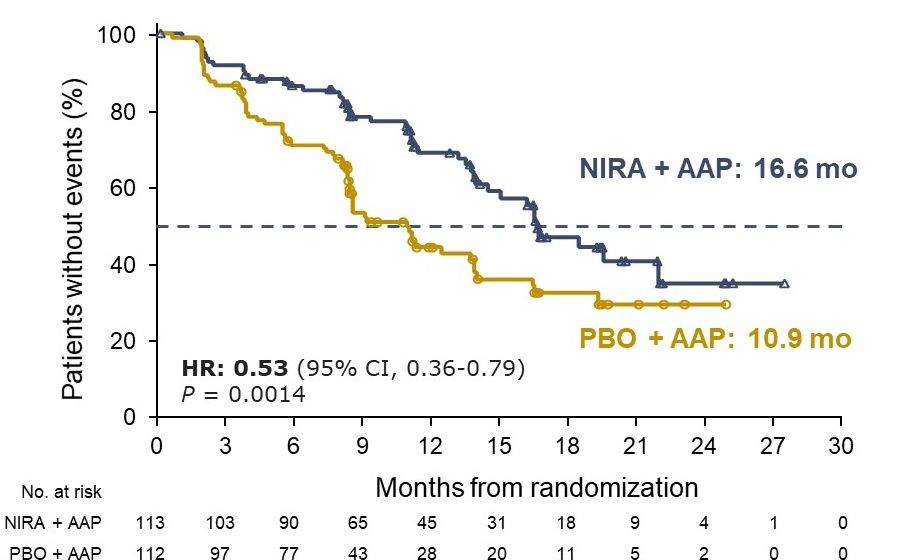 Patients without events (%)
100
80
60
40
20
0
NIRA + AAP: 16.6 mo
PBO + AAP: 10.9 mo
HR: 0.53 (95% CI, 0.36-0.79)
P = 0.0014
0 3 6 9 12 15 18 21 24 27 30
Months from randomization
No. at risk
NIRA + AAP 113 103 90 65 45 31 18 9 4 1 0
PBO + AAP 112 97 77 43 28 20 11 5 2 0 0